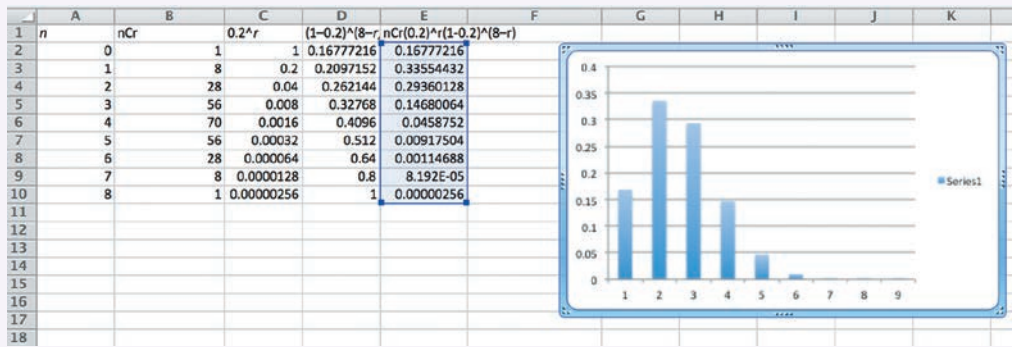 A B C D E F G H I J K
1 n nCr 0.2^r (1–0.2)^(8–r, nCr(0.2)^r(1-0.2)^(8–r)
2 0 1 1 0.16777216 0.16777216
3 1 8 0.2 0.2097152 0.33554432
4 2 28 0.04 0.262144 0.29360128
5 3 56 0.008 0.32768 0.14680064
6 4 70 0.0016 0.4096 0.0458752
7 5 56 0.00032 0.512 0.00917504
8 6 28 0.000064 0.64 0.00114688
9 7 8 0.0000128 0.8 8.192E-05
10 8 1 0.00000256 1 0.00000256
11
12
13
14
15
16
17
18
0.4
0.35
0.3
0.25
0.2
0.15
0.1
0.05
0
1 2 3 4 5 6 7 8 9
Series1